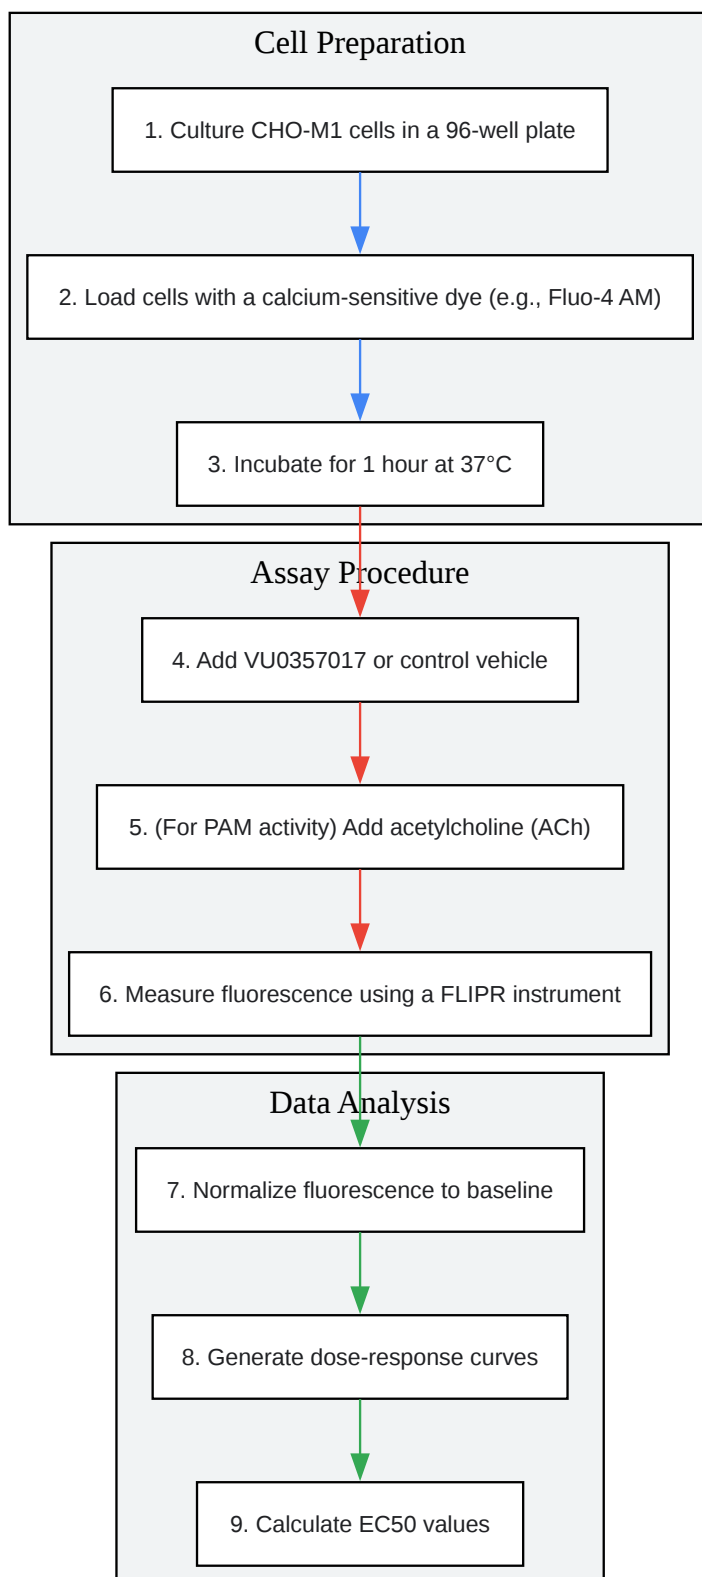 Cell Preparation
1. Culture CHO-M1 cells in a 96-well plate
2. Load cells with a calcium-sensitive dye (e.g., Fluo-4 AM)
3. Incubate for 1 hour at 37°C
Assay Procedure
4. Add VU0357017 or control vehicle
5. (For PAM activity) Add acetylcholine (ACh)
6. Measure fluorescence using a FLIPR instrument
Data Analysis
7. Normalize fluorescence to baseline
8. Generate dose-response curves
9. Calculate EC50 values